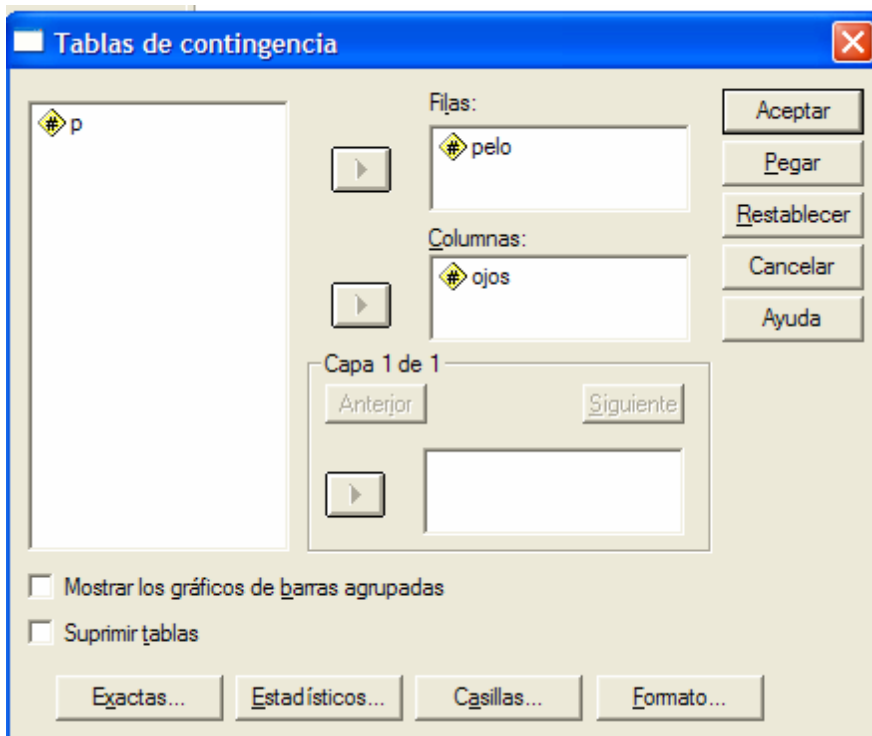 Tablas de contingencia
p
Filas:
pelo
Columnas:
ojos
Capa 1 de 1
Anterior
Siguiente
Aceptar
Pegar
Restablecer
Cancelar
Ayuda
Mostrar los gráficos de barras agrupadas
Suprimir tablas
Exactas...
Estadísticos...
Casillas...
Formato...